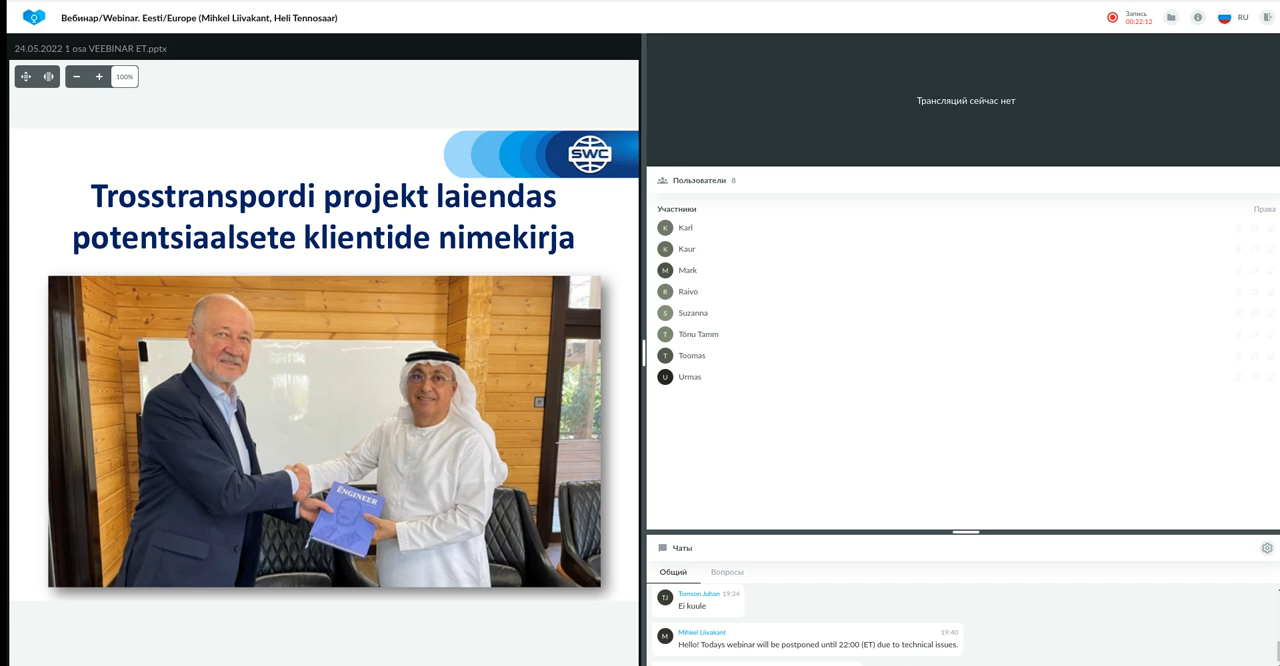 Вебинар/Webinar. Eesti/Europe (Mihkel Liivakant, Heli Tennosaar)
Запись
00:22:12
RU
24.05.2022 1 osa VEEBINAR ET.pptx
100%
SWC
Trosstranspordi projekt laiendas
potentsiaalsete klientide nimekirja
ENGINEER
Трансляций сейчас нет
Пользователи 8
Участники
Права
K Karl
K Kaur
M Mark
R Raivo
S Suzanna
T Tõnu Tamm
T Toomas
U Urmas
Чаты
Общий
Вопросы
TJ Tomson Juhan 19:34
Ei kuule
M Mihkel Liivakant 19:40
Hello! Todays webinar will be postponed until 22:00 (ET) due to technical issues.